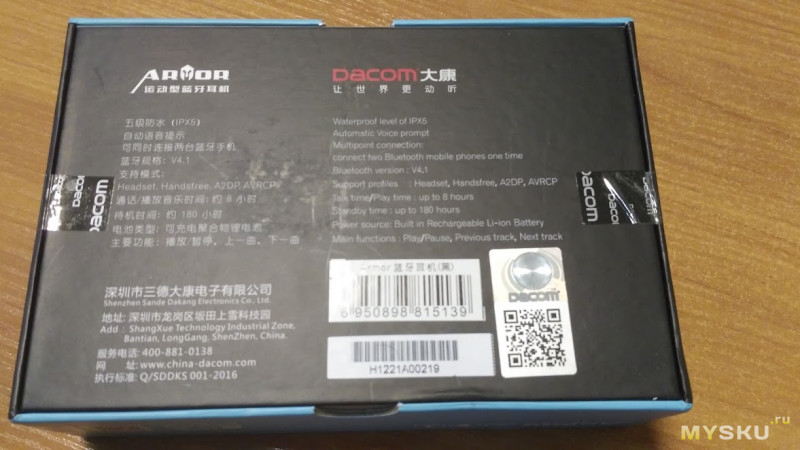 ARMOR
运动型蓝牙耳机
DACOM 大康
让世界更动听
五级防水 (IPX5)
自动语音提示
可同时连接两台蓝牙手机
蓝牙规格: V4.1
支持模式:
Headset, Handsfree, A2DP, AVRCP
通话/播放音乐时间: 约 8 小时
待机时间: 约 180 小时
电池类型: 可充电聚合物锂电池
主要功能: 播放/暂停、上一曲、下一曲
Waterproof level of IPX5
Automatic Voice prompt
Multipoint connection:
connect two Bluetooth mobile phones one time
Bluetooth version : V4.1
Support profiles : Headset, Handsfree, A2DP, AVRCP
Talk time/Play time : up to 8 hours
Standby time : up to 180 hours
Power source: Built in Rechargeable Li-ion Battery
Main functions : Play/Pause, Previous track, Next track
Dacom
Dacom
深圳市三德大康电子有限公司
Shenzhen Sande Dakang Electronics Co., Ltd.
地址: 深圳市龙岗区坂田上雪科技园
Add : ShangXue Technology Industrial Zone,
Bantian, LongGang, ShenZhen, China.
服务电话: 400-881-0138
网 址: www.china-dacom.com
执行标准: Q/SDDKS 001-2016
Armor蓝牙耳机(黑)
6 950898 815139
H1221A00219
DACOM
MYSKU.ru